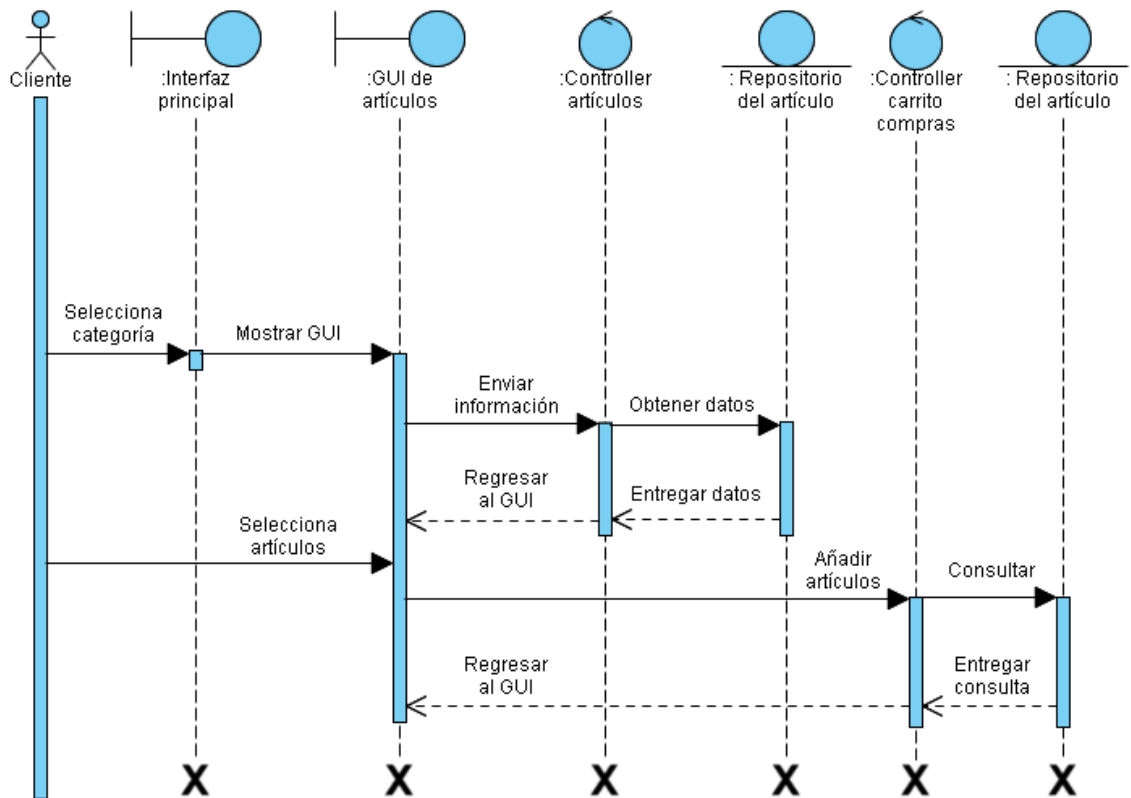 Cliente
:Interfaz
principal
:GUI de
artículos
:Controller
artículos
: Repositorio
del artículo
:Controller
carrito
compras
: Repositorio
del artículo
Selecciona
categoría
Mostrar GUI
Enviar
información
Obtener datos
Regresar
al GUI
Entregar datos
Selecciona
artículos
Añadir
artículos
Consultar
Regresar
al GUI
Entregar
consulta
X X X X X X